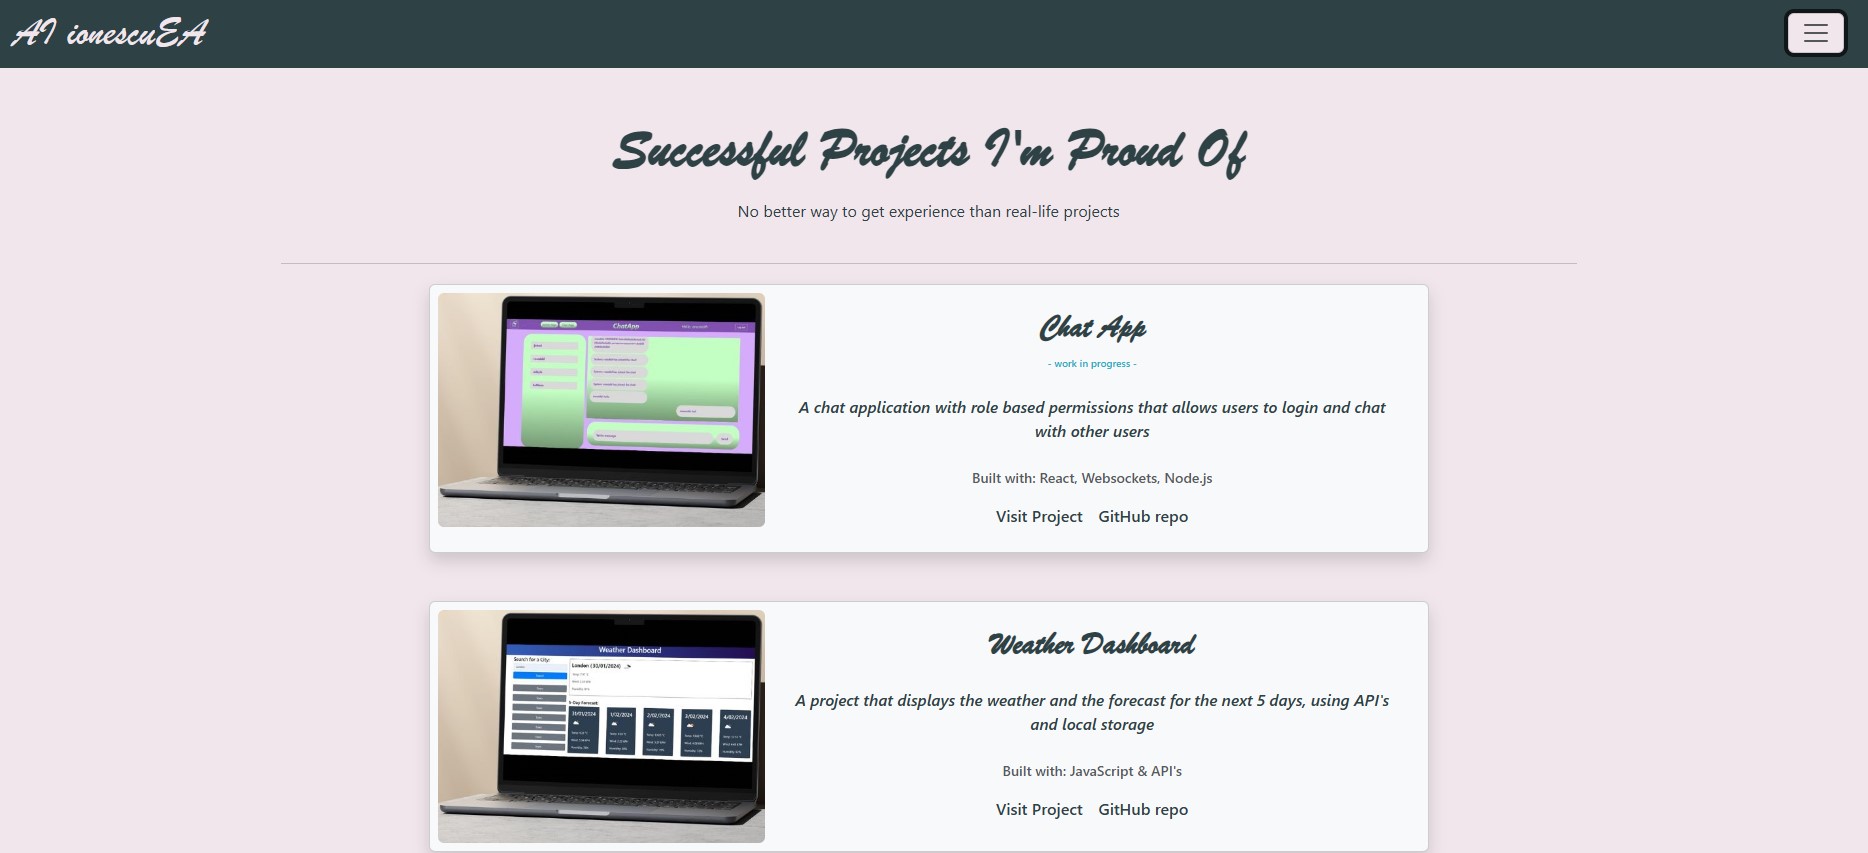 AI ionescuEA
Successful Projects I'm Proud Of
No better way to get experience than real-life projects
ChatApp
Chat App
- work in progress -
A chat application with role based permissions that allows users to login and chat
with other users
Built with: React, Websockets, Node.js
Visit Project GitHub repo
Weather Dashboard
Search for a City:
London (31/01/2024)
5-Day Forecast:
31/01/2024 1/02/2024 2/02/2024 3/02/2024 4/02/2024
Weather Dashboard
A project that displays the weather and the forecast for the next 5 days, using API's
and local storage
Built with: JavaScript & API's
Visit Project GitHub repo